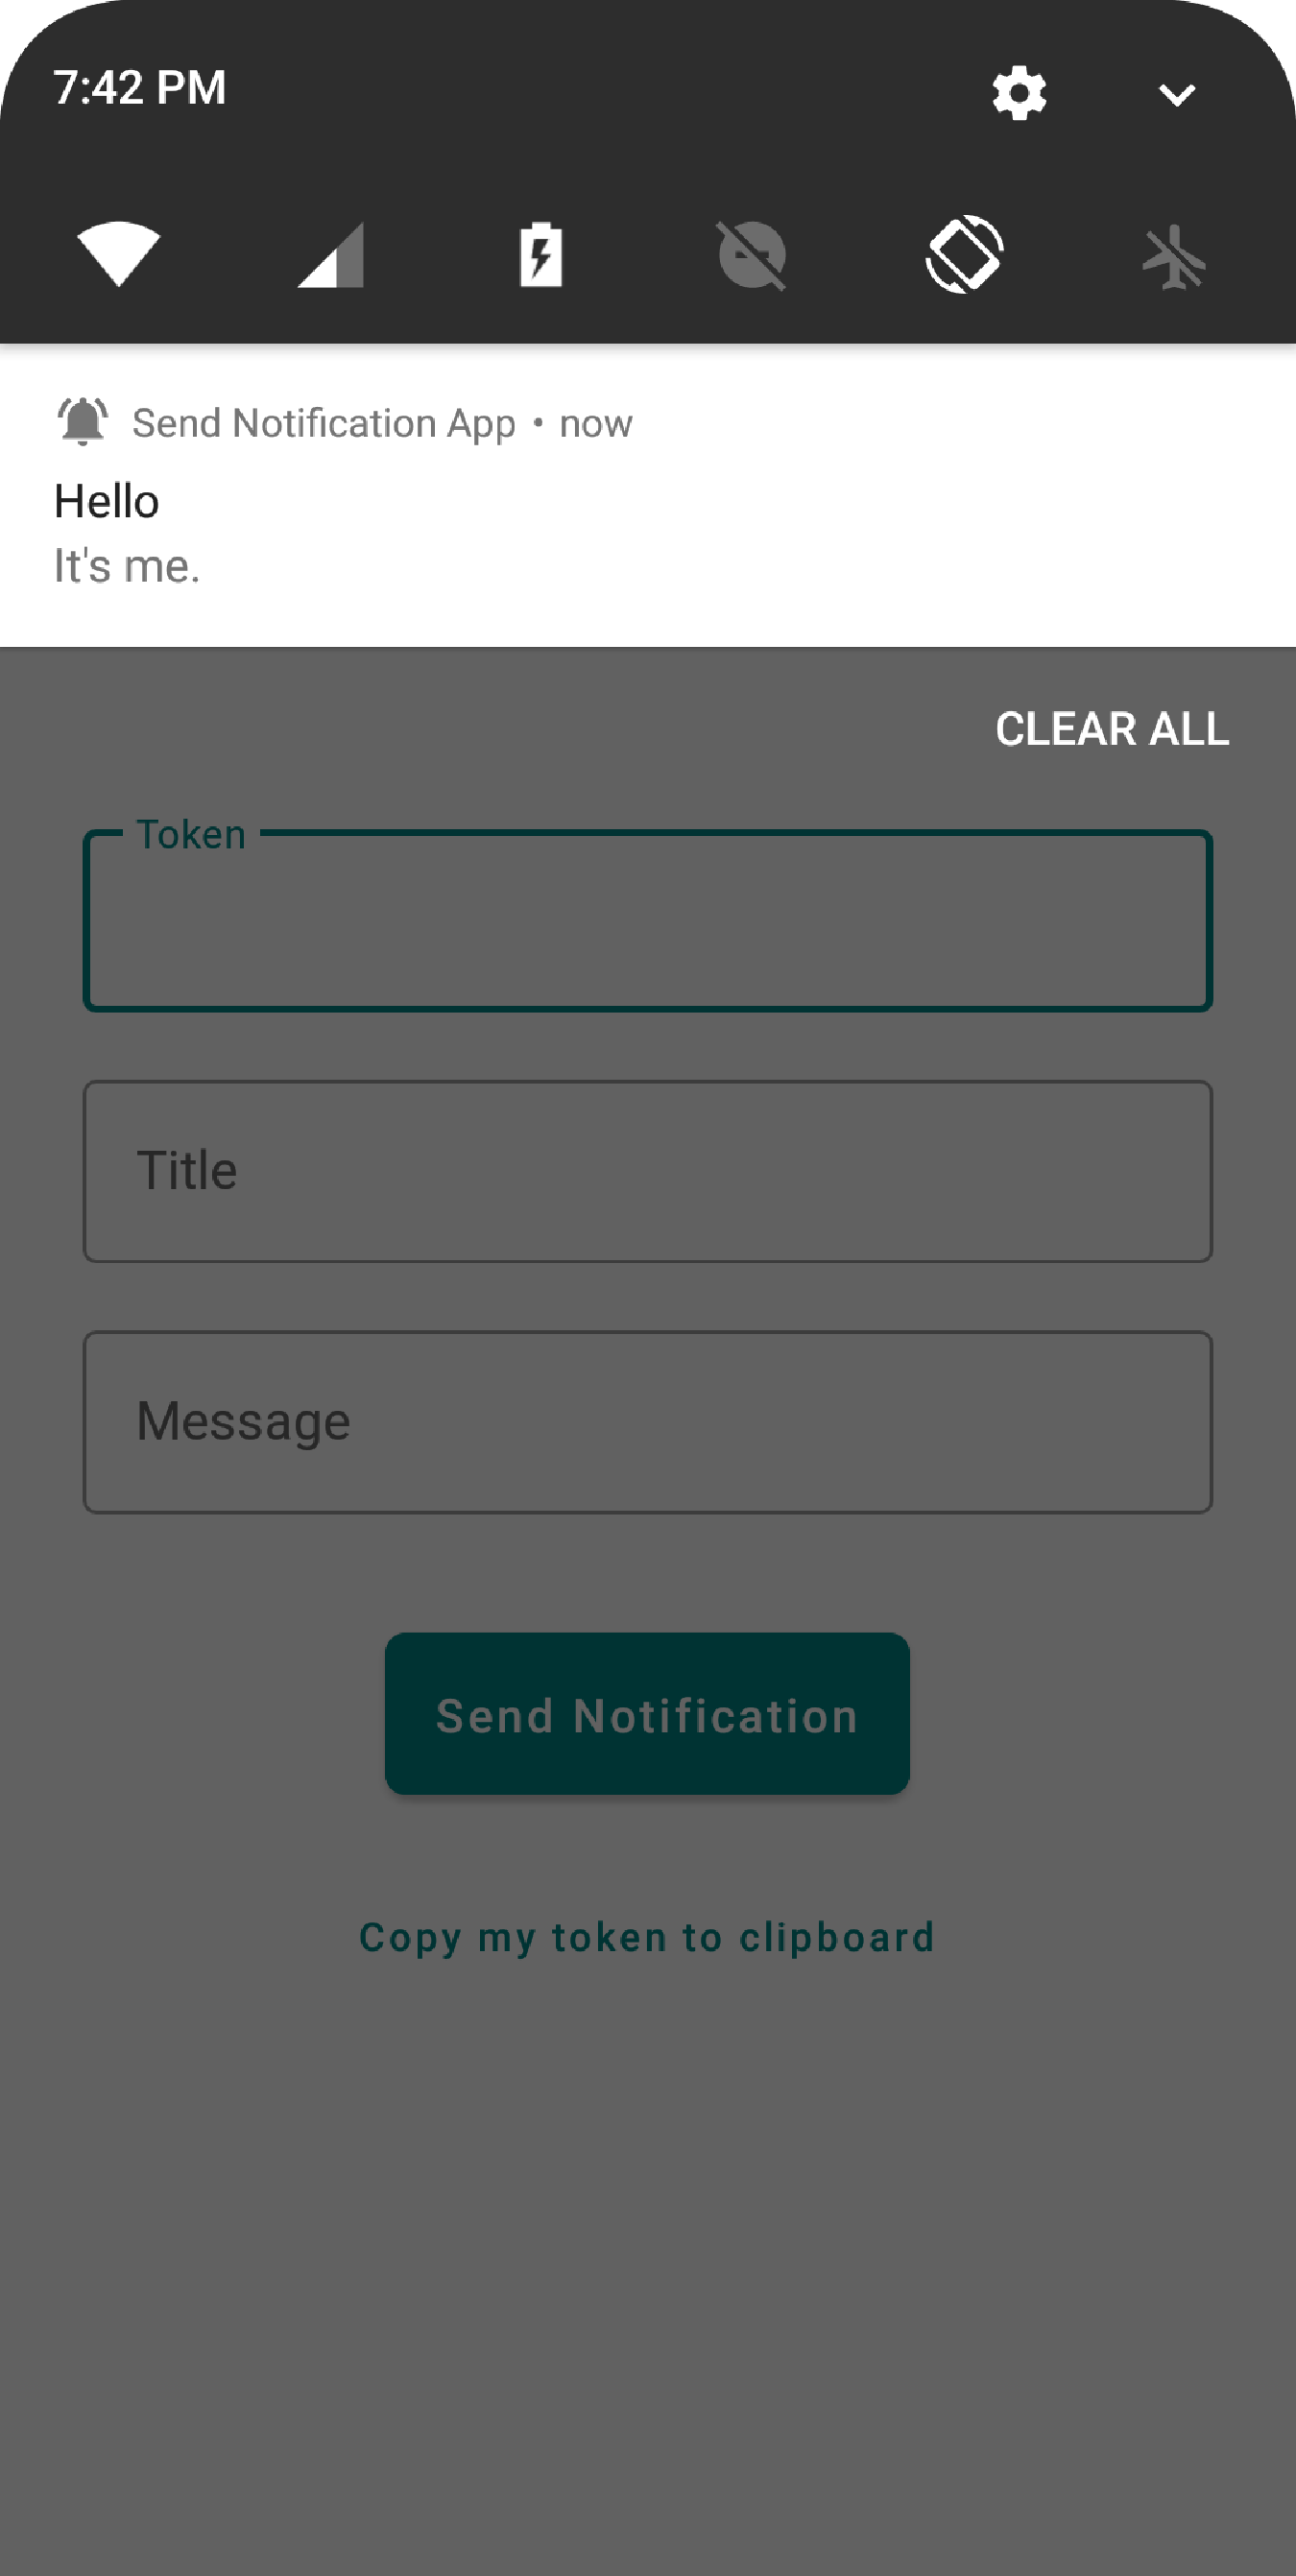 7:42 PM
Send Notification App • now
Hello
It's me.
CLEAR ALL
Token
Title
Message
Send Notification
Copy my token to clipboard